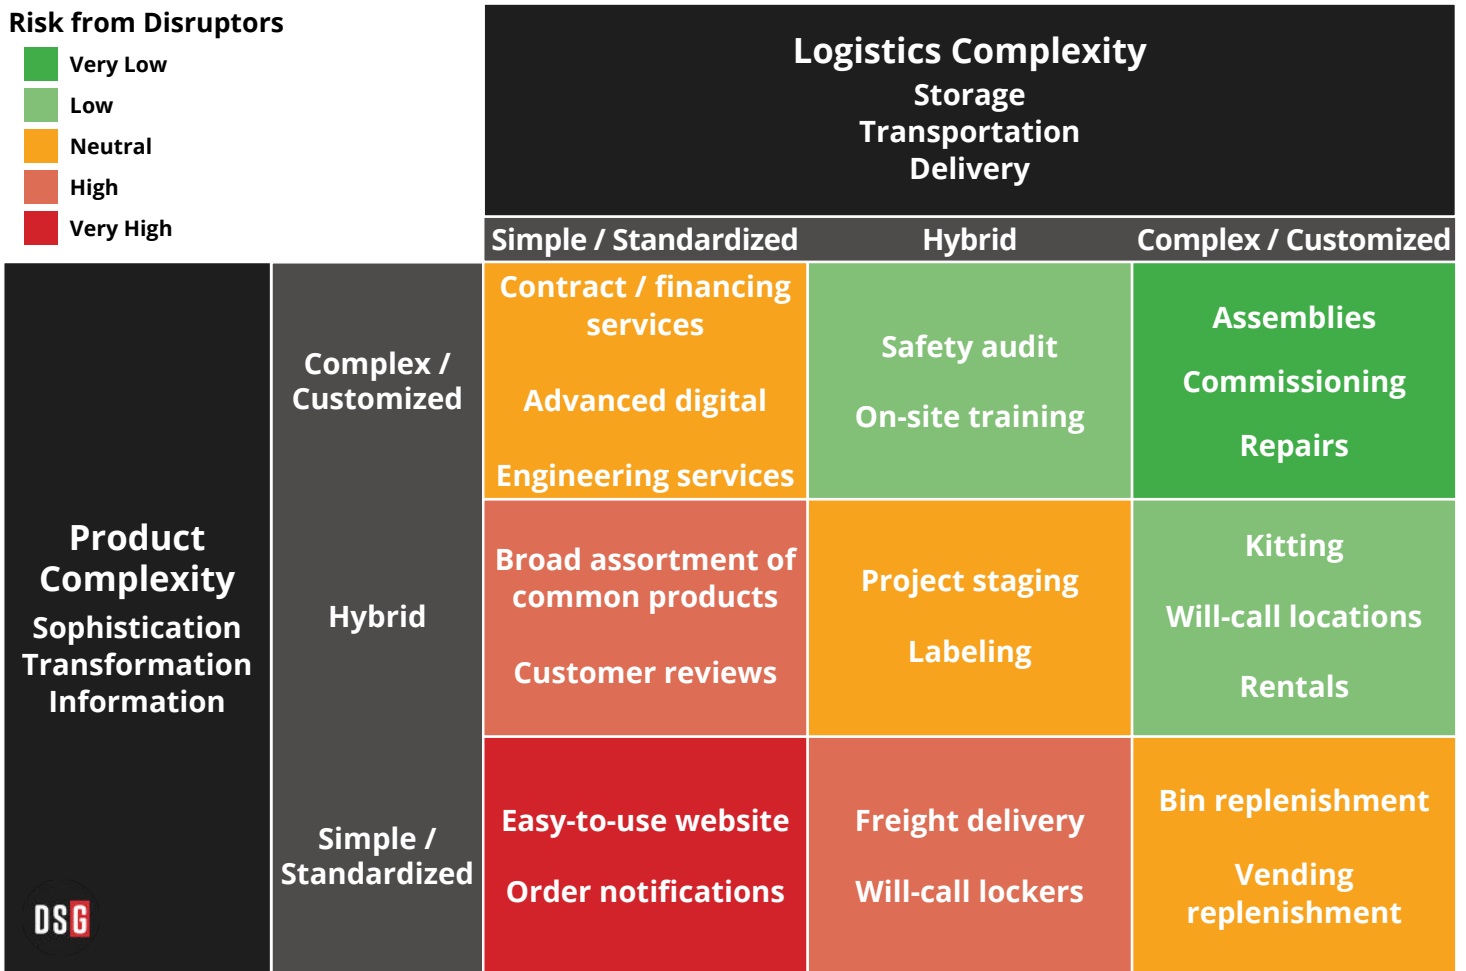 Risk from Disruptors
Very Low
Low
Neutral
High
Very High
Logistics Complexity
Storage
Transportation
Delivery
Simple / Standardized
Hybrid
Complex / Customized
Product
Complexity
Sophistication
Transformation
Information
Complex /
Customized
Contract / financing
services
Advanced digital
Engineering services
Safety audit
On-site training
Assemblies
Commissioning
Repairs
Hybrid
Broad assortment of
common products
Customer reviews
Project staging
Labeling
Kitting
Will-call locations
Rentals
Simple /
Standardized
Easy-to-use website
Order notifications
Freight delivery
Will-call lockers
Bin replenishment
Vending
replenishment
DSG